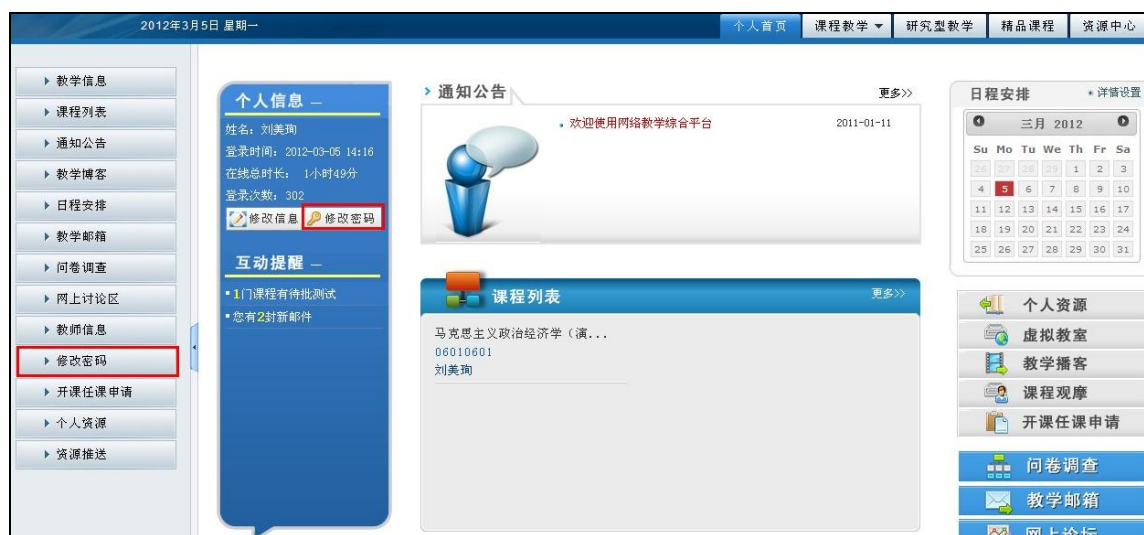 2012年3月5日 星期一
个人首页
课程教学
研究型教学
精品课程
资源中心
教学信息
课程列表
通知公告
教学博客
日程安排
教学邮箱
问卷调查
网上讨论区
教师信息
修改密码
开课任课申请
个人资源
资源推送
个人信息
姓名：刘美珣
登录时间：2012-03-05 14:16
在线总时长： 1小时49分
登录次数：302
修改信息 修改密码
互动提醒
1门课程有待批测试
您有2封新邮件
通知公告 更多>>
欢迎使用网络教学综合平台 2011-01-11
课程列表 更多>>
马克思主义政治经济学（演...
06010601
刘美珣
日程安排 详情设置
三月 2012
Su Mo Tu We Th Fr Sa
26 27 28 29 1 2 3
4 5 6 7 8 9 10
11 12 13 14 15 16 17
18 19 20 21 22 23 24
25 26 27 28 29 30 31
个人资源
虚拟教室
教学播客
课程观摩
开课任课申请
问卷调查
教学邮箱
网上论坛